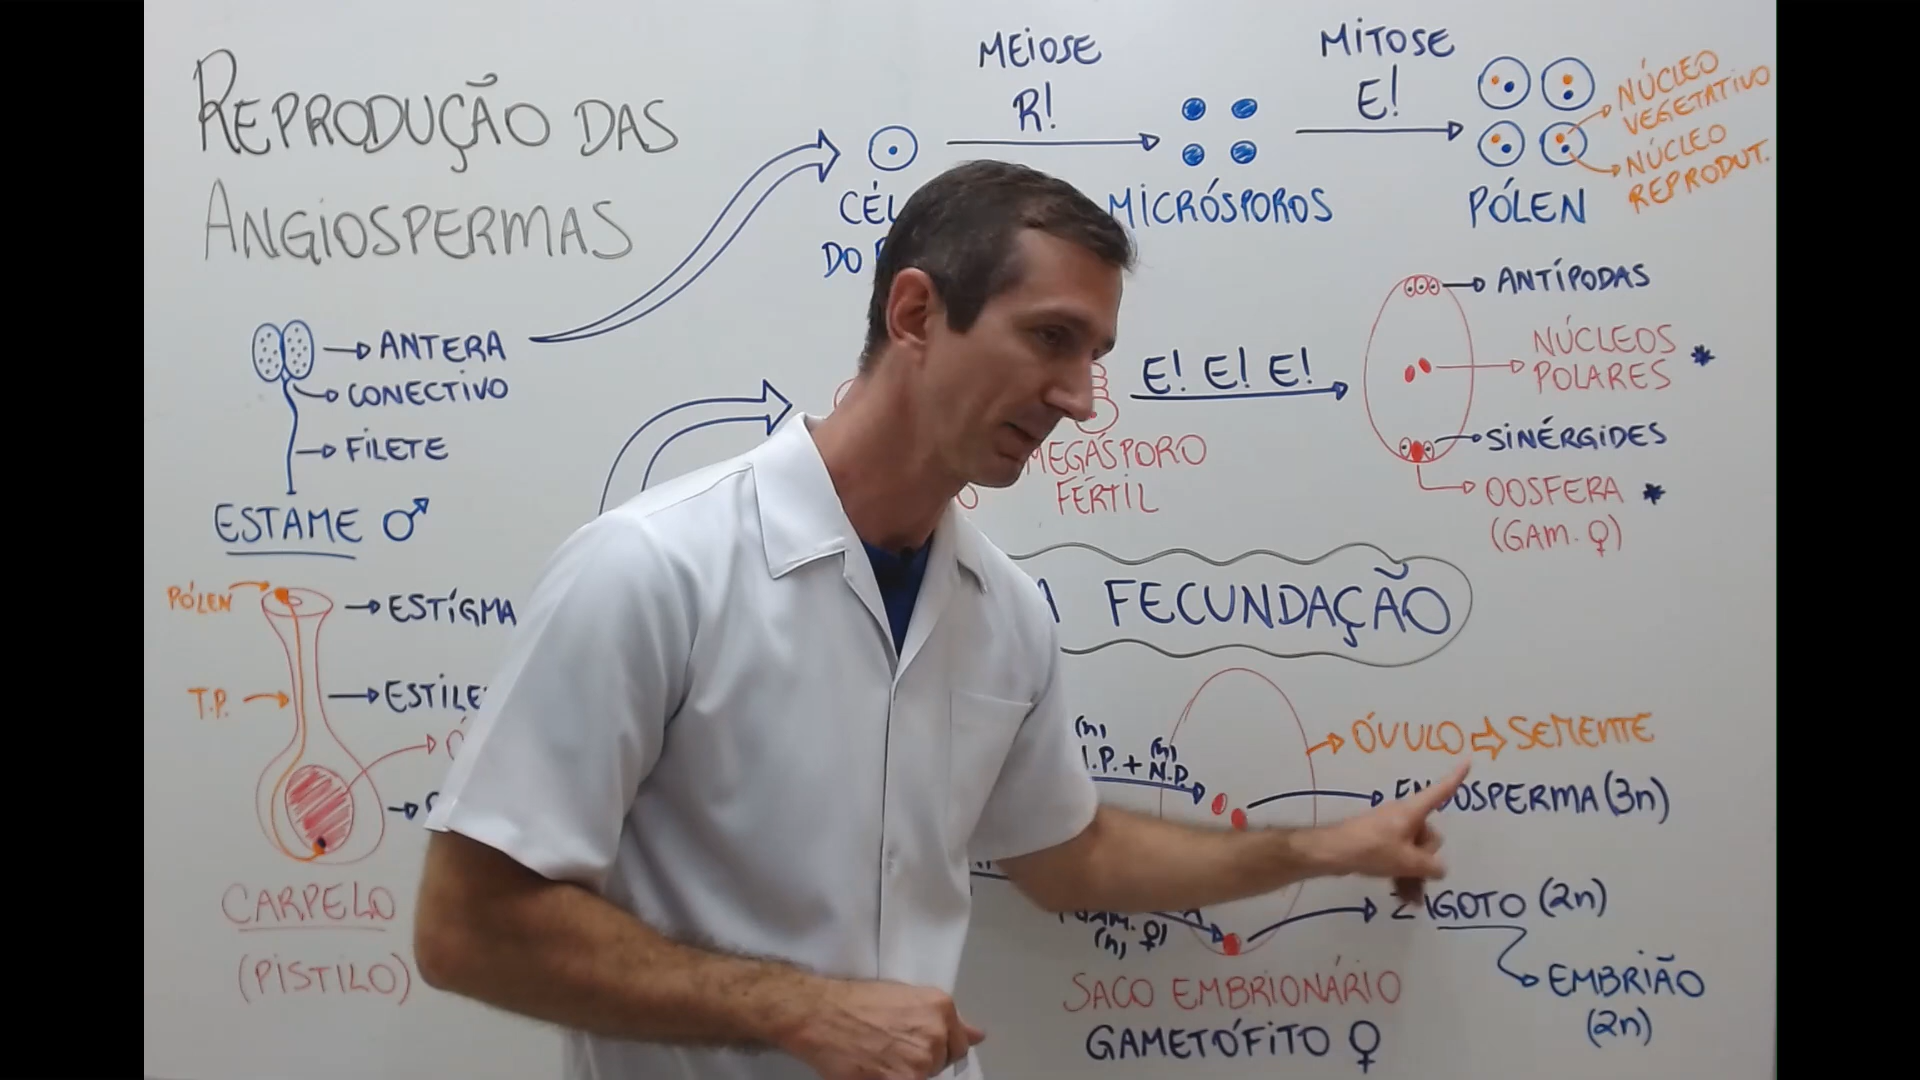 REPRODUÇÃO DAS
ANGIOSPERMAS
MEIOSE
R!
MITOSE
E!
MICRÓSPOROS
PÓLEN
NÚCLEO
VEGETATIVO
NÚCLEO
REPRODUT.
ANTERA
CONECTIVO
FILETE
ESTAME ♂
E! E! E!
MEGÁSPORO
FÉRTIL
ANTÍPODAS
NÚCLEOS
POLARES *
SINÉRGIDES
OOSFERA *
(GAM. ♀)
FECUNDAÇÃO
PÓLEN
ESTÍGMA
T.P.
CARPELO
(PISTILO)
(n) (n)
.P. + N.P.
(n) ♀
ÓVULO ⇨ SEMENTE
ENDOSPERMA (3n)
ZIGOTO (2n)
EMBRIÃO
(2n)
SACO EMBRIONÁRIO
GAMETÓFITO ♀